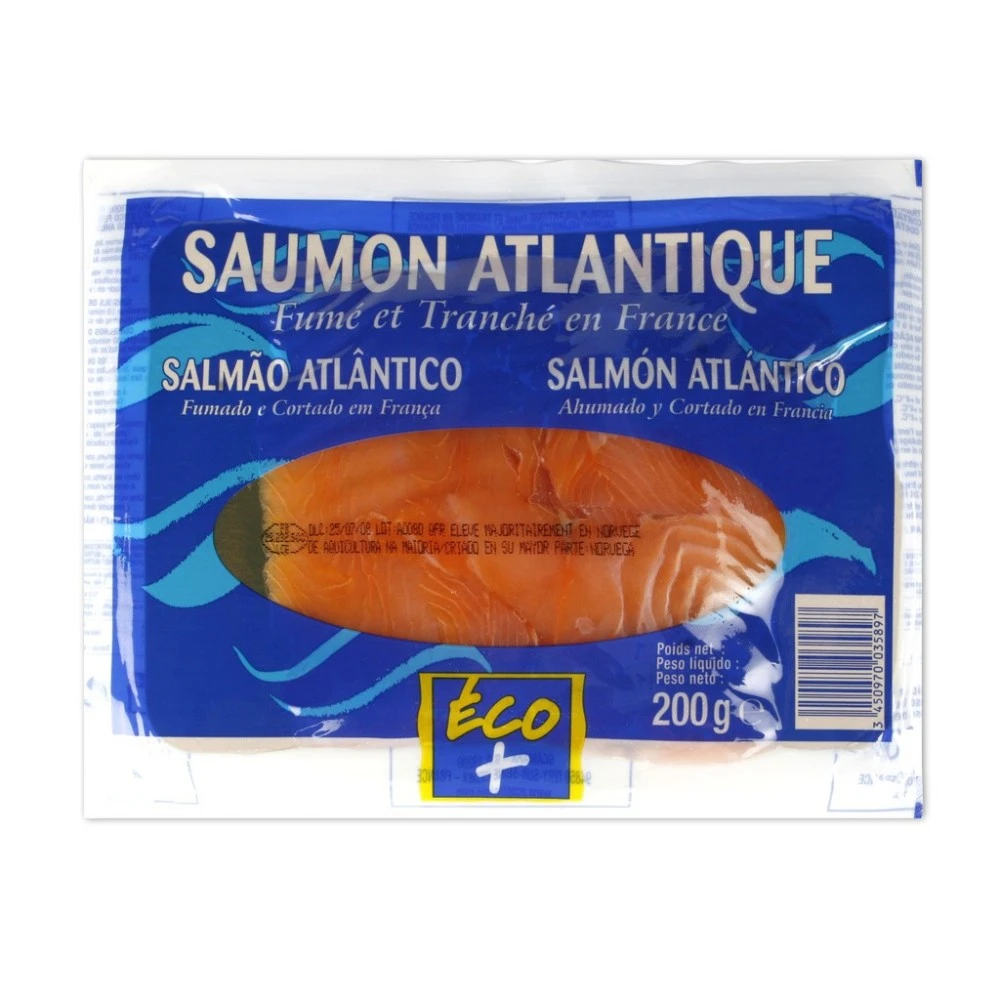 SAUMON ATLANTIQUE
Fumé et Tranché en France
SALMÃO ATLÂNTICO
Fumado e Cortado em França
SALMÓN ATLÁNTICO
Ahumado y Cortado en Francia
DLC:25/07/08 LOT:A0080 ELEVE MAJORITAIREMENT EN NORVEGE
DE AQUICULTURA NA MAIORIA/CRIADO EN SU MAYOR PARTE:NORUEGA
Poids net :
Peso líquido :
Peso neto :
200 g e
3 450970 035897
ÉCO
+